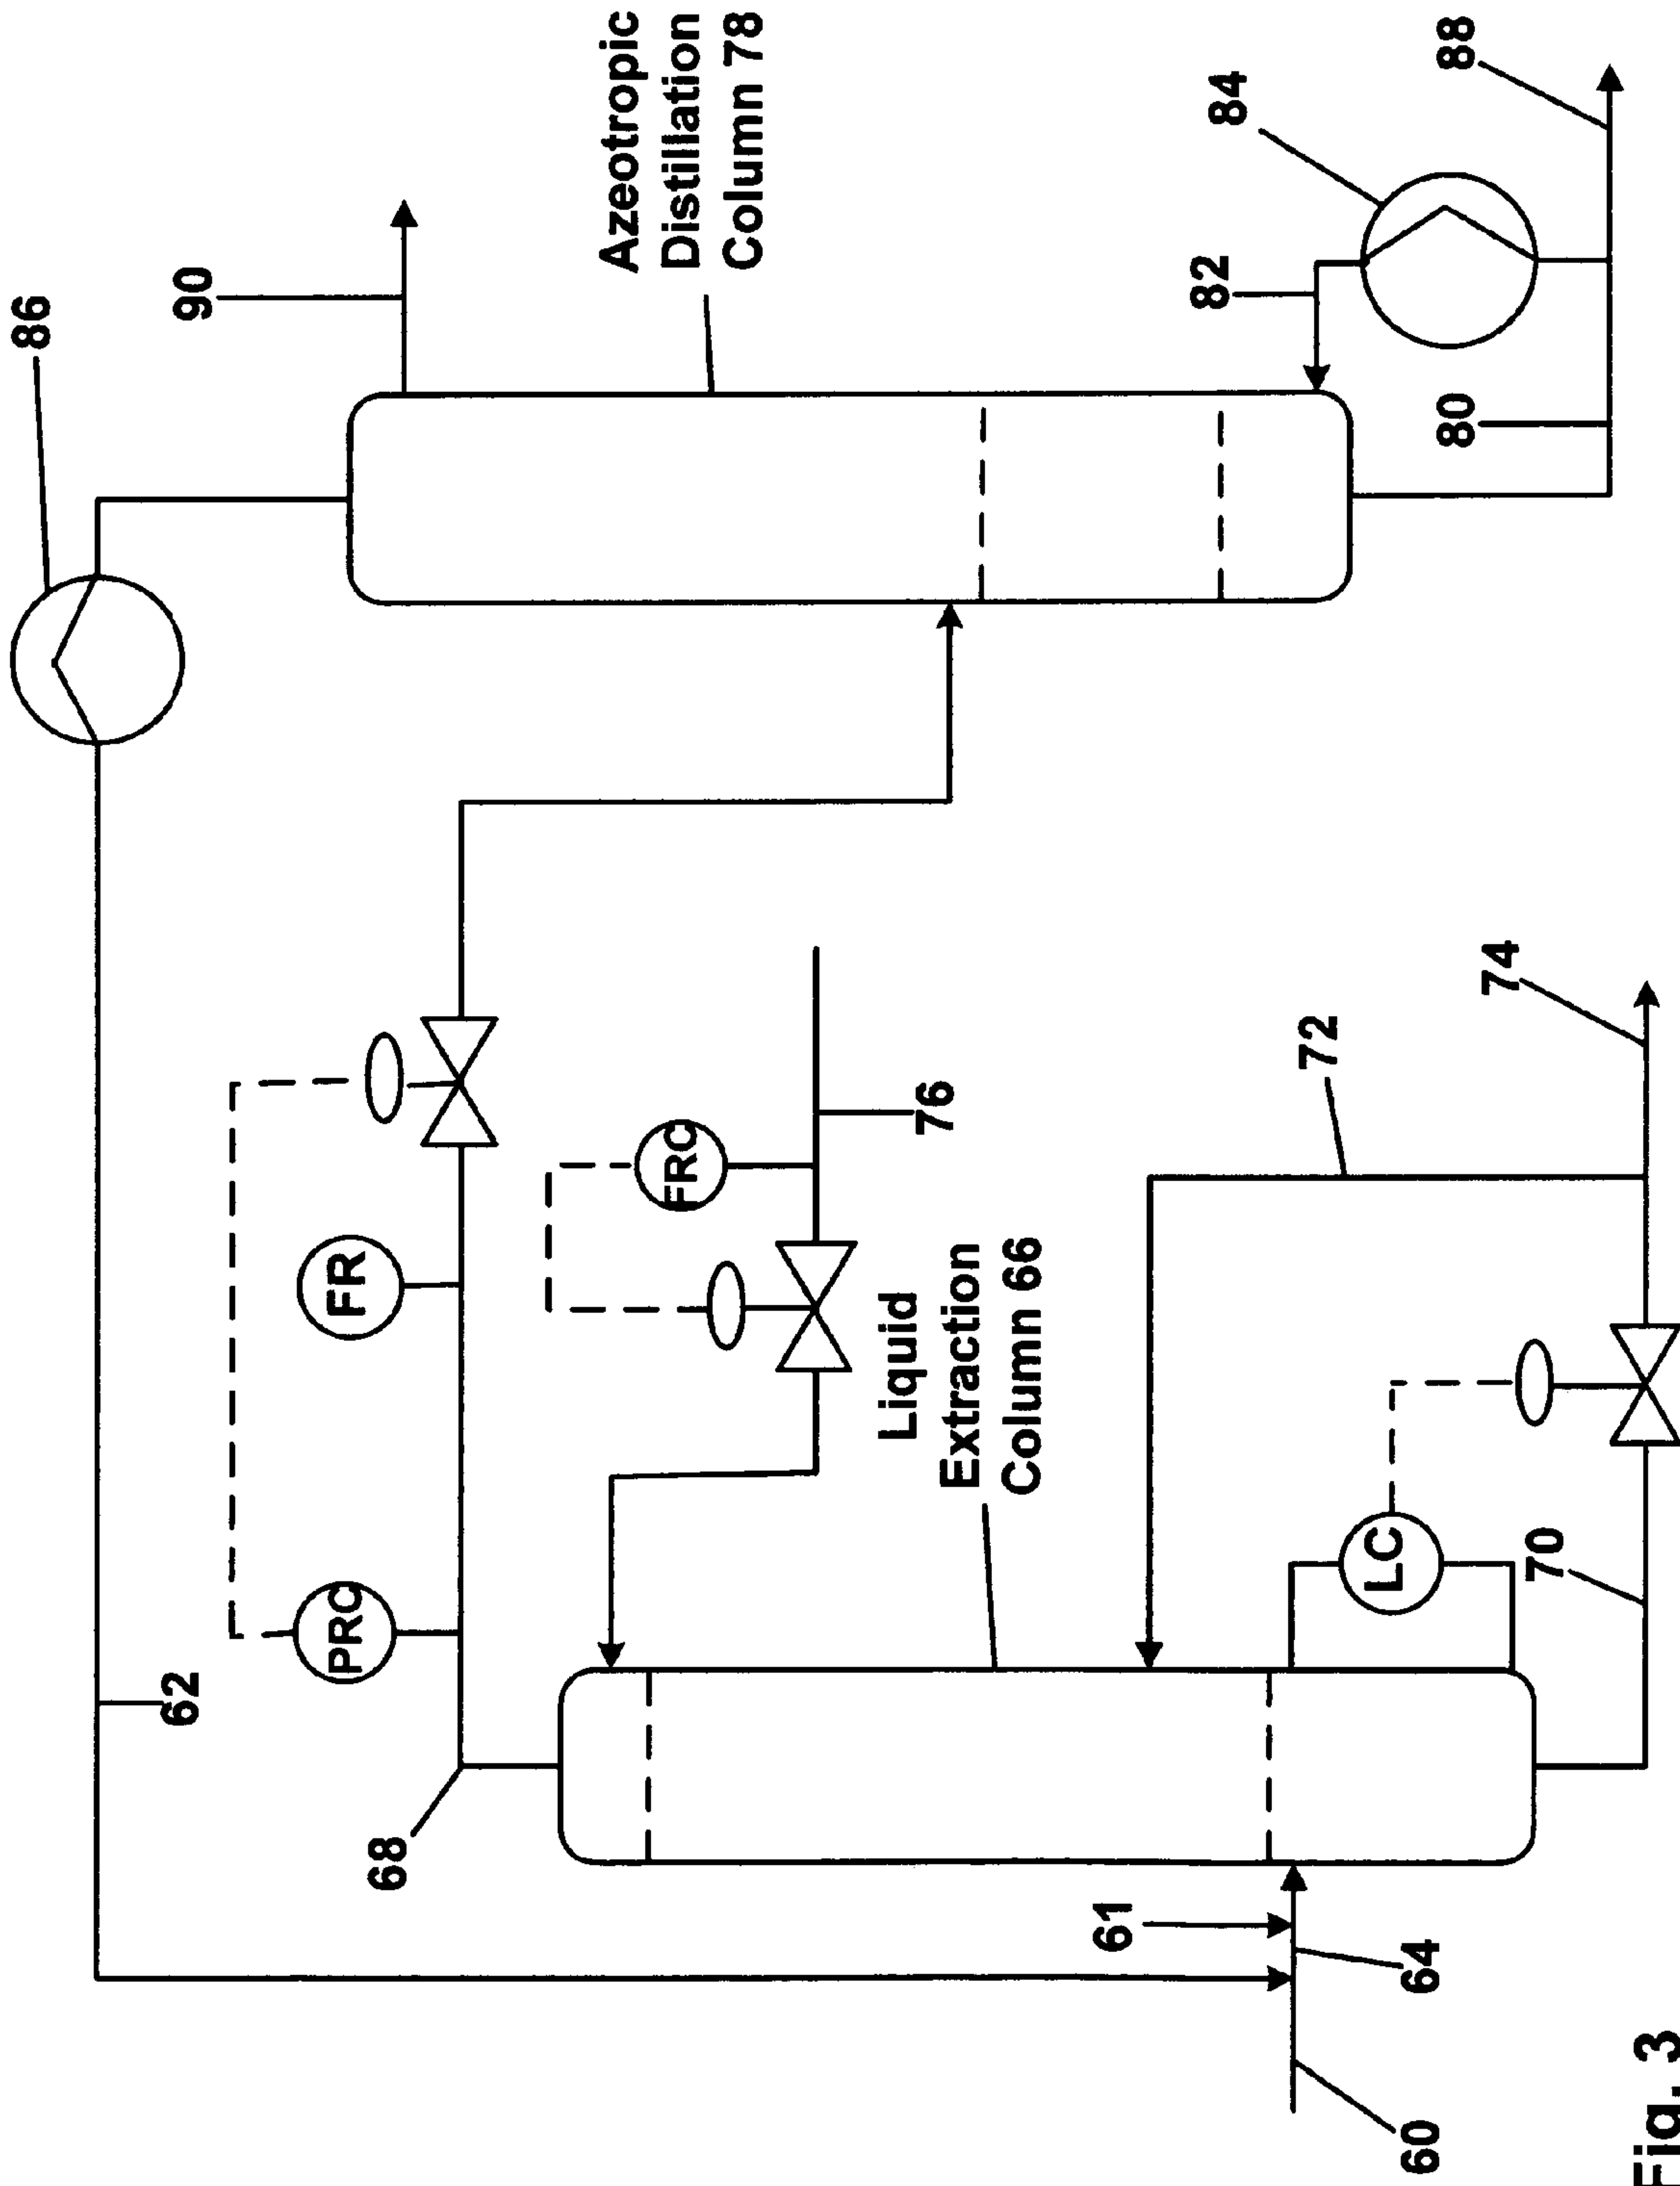 86
90
Azeotropic
Distillation
Column 78
62
PRC
FR
68
FRC
76
Liquid
Extraction
Column 66
82
84
72
74
80
88
61
64
60
LC
70
Fig. 3